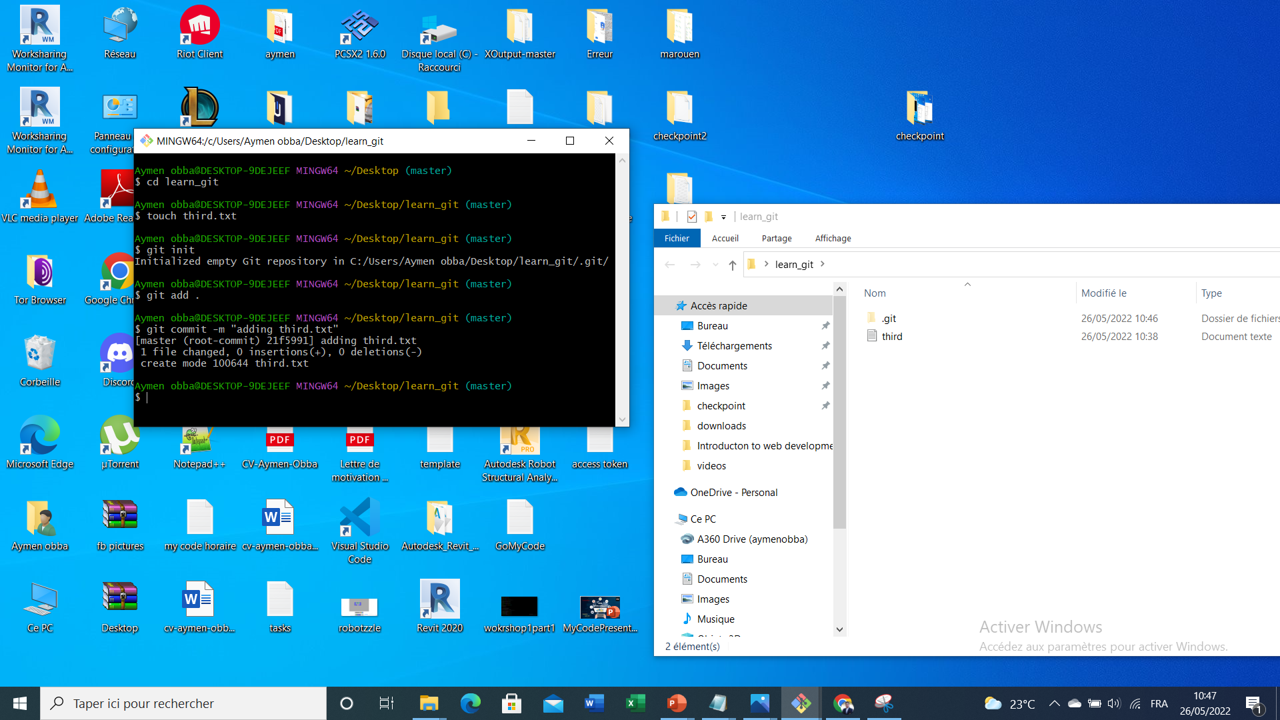 Worksharing
Monitor for A...
Réseau
Riot Client
aymen
PCSX2 1.6.0
Disque local (C) -
Raccourci
XOutput-master
Erreur
marouen
Worksharing
Monitor for A...
Panneau
configurat
checkpoint2
checkpoint
MINGW64:/c/Users/Aymen obba/Desktop/learn_git
Aymen obba@DESKTOP-9DEJEEF MINGW64 ~/Desktop (master)
$ cd learn_git
Aymen obba@DESKTOP-9DEJEEF MINGW64 ~/Desktop/learn_git (master)
$ touch third.txt
Aymen obba@DESKTOP-9DEJEEF MINGW64 ~/Desktop/learn_git (master)
$ git init
Initialized empty Git repository in C:/Users/Aymen obba/Desktop/learn_git/.git/
Aymen obba@DESKTOP-9DEJEEF MINGW64 ~/Desktop/learn_git (master)
$ git add .
Aymen obba@DESKTOP-9DEJEEF MINGW64 ~/Desktop/learn_git (master)
$ git commit -m "adding third.txt"
[master (root-commit) 21f5991] adding third.txt
1 file changed, 0 insertions(+), 0 deletions(-)
create mode 100644 third.txt
Aymen obba@DESKTOP-9DEJEEF MINGW64 ~/Desktop/learn_git (master)
$
VLC media player
Adobe Rea
Tor Browser
Google Chr
Corbeille
Discord
Microsoft Edge
µTorrent
Notepad++
PDF
CV-Aymen-Obba
PDF
Lettre de
motivation ...
template
PRO
Autodesk Robot
Structural Analy...
access token
Aymen obba
fb pictures
my code horaire
cv-aymen-obba...
Visual Studio
Code
Autodesk_Revit_...
GoMyCode
Ce PC
Desktop
cv-aymen-obb...
tasks
robotzzle
Revit 2020
wokrshop1part1
MyCodePresent...
learn_git
Fichier
Accueil
Partage
Affichage
learn_git
Nom
Modifié le
Type
.git
26/05/2022 10:46
Dossier de fichiers
third
26/05/2022 10:38
Document texte
Accès rapide
Bureau
Téléchargements
Documents
Images
checkpoint
downloads
Introducton to web developme
videos
OneDrive - Personal
Ce PC
A360 Drive (aymenobba)
Bureau
Documents
Images
Musique
2 élément(s)
Activer Windows
Accédez aux paramètres pour activer Windows.
Taper ici pour rechercher
23°C
FRA
10:47
26/05/2022
1